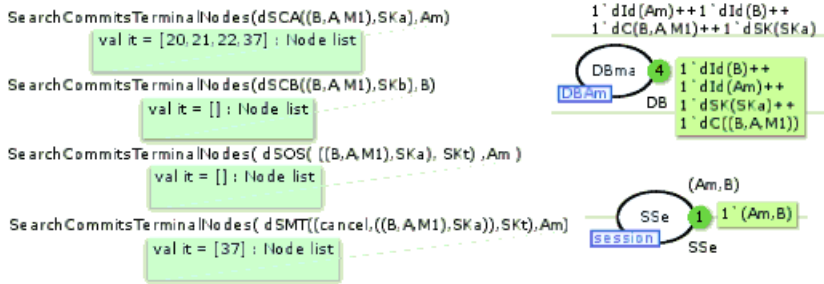 SearchCommitsTerminalNodes(dSCA((B,A,M1),SKa),Am)
val it = [20,21,22,37] : Node list
SearchCommitsTerminalNodes(dSCB((B,A,M1),SKb),B)
val it = [] : Node list
SearchCommitsTerminalNodes( dSOS( ((B,A,M1),SKa), SKt) ,Am )
val it = [] : Node list
SearchCommitsTerminalNodes( dSMT((cancel,((B,A,M1),SKa)),SKt),Am)
val it = [37] : Node list
1`dId(Am)++1`dId(B)++
1`dC(B,A,M1)++1`dSK(SKa)
DBma
4
DBAm
DB
1`dId(B)++
1`dId(Am)++
1`dSK(SKa)++
1`dC((B,A,M1))
(Am,B)
SSe
1
1`(Am,B)
session
SSe